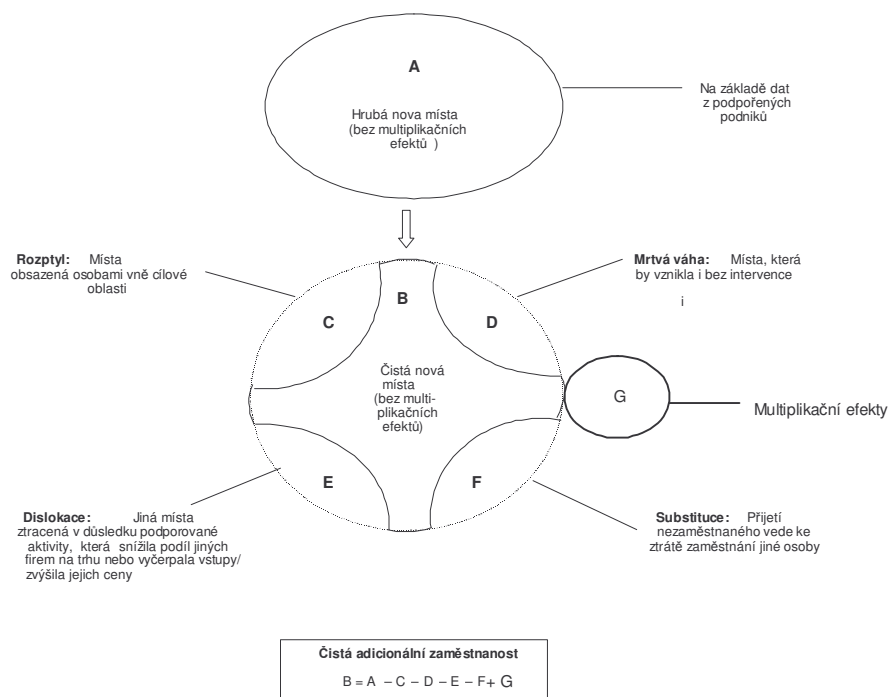 A
Hrubá nova místa
(bez multiplikačních
efektů )
Na základě dat
z podpořených
podniků
Rozptyl: Místa
obsazená osobami vně cílové
oblasti
Mrtvá váha: Místa, která
by vznikla i bez intervence
i
B
C
D
Čistá nová
místa
(bez multi-
plikačních
efektů)
G
Multiplikační efekty
E
F
Dislokace: Jiná místa
ztracená v důsledku podporované
aktivity, která snížila podíl jiných
firem na trhu nebo vyčerpala vstupy/
zvýšila jejich ceny
Substituce: Přijetí
nezaměstnaného vede ke
ztrátě zaměstnání jiné osoby
Čistá adicionální zaměstnanost
B = A – C – D – E – F + G